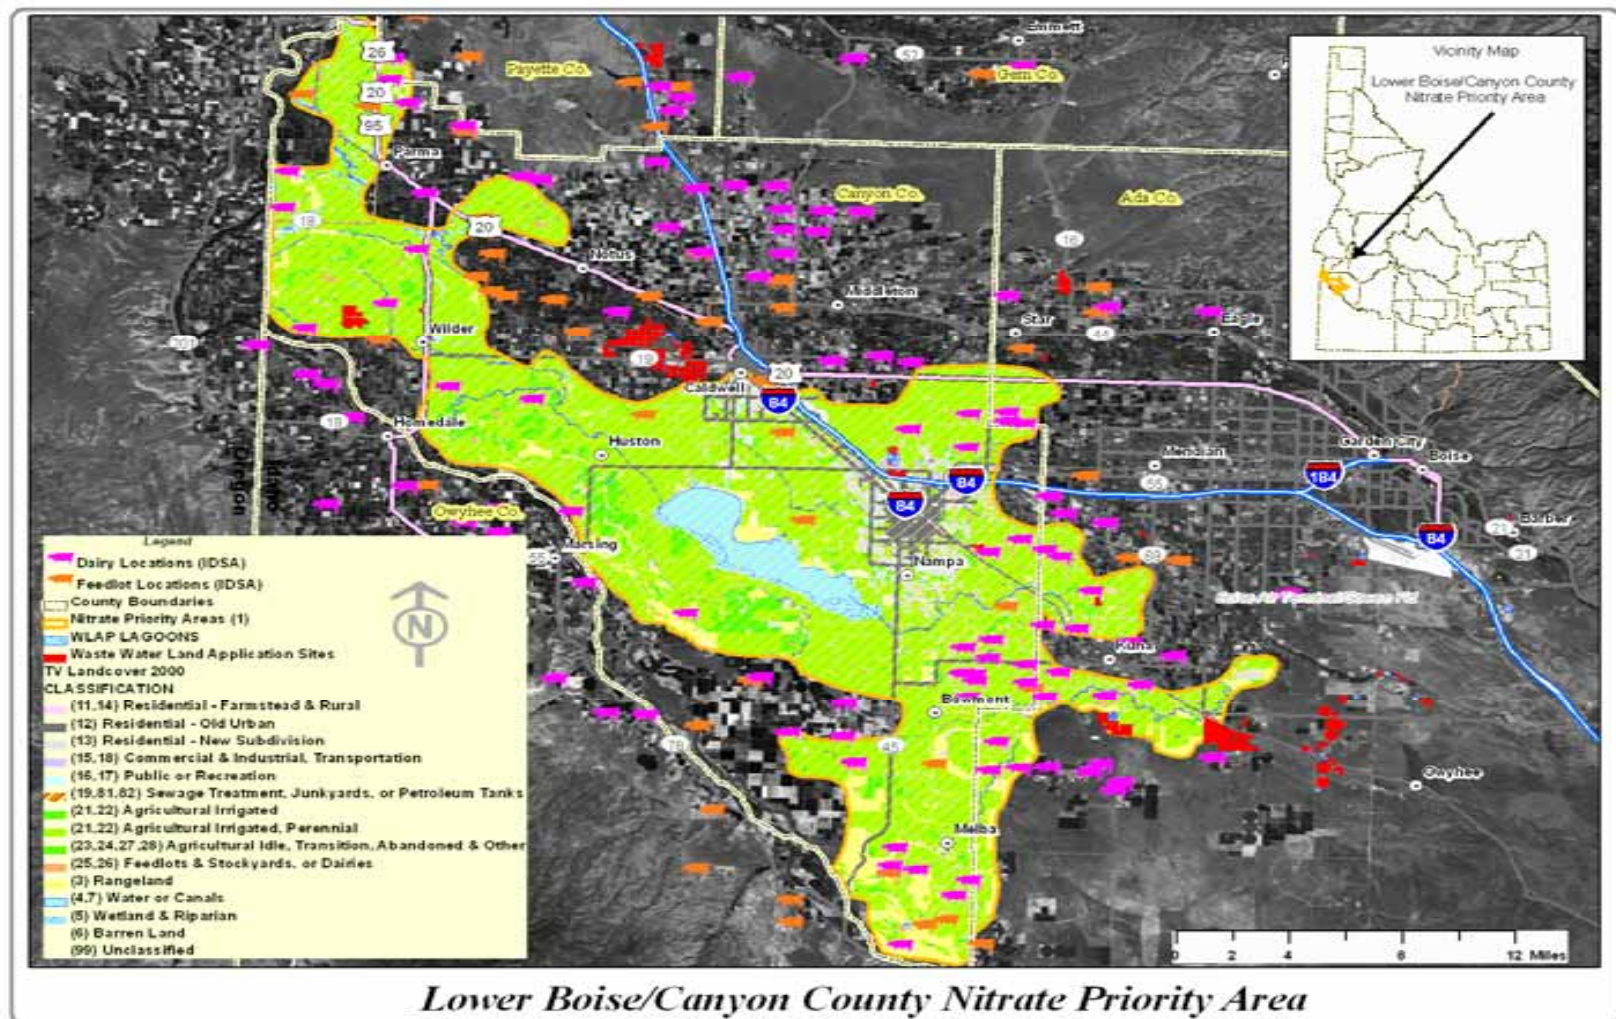 Vicinity Map
Lower Boise/Canyon County
Nitrate Priority Area
Emmett
26
52
Payette Co.
Gem Co.
20
95
Parma
Canyon Co.
Ada Co.
19
20
16
Notus
Middleton
Star
44
Eagle
201
Wilder
19
Caldwell
20
84
19
Homedale
Huston
Meridian
Garden City
Boise
55
84
184
84
84
Oregon
Idaho
Owyhee Co.
Barber
21
21
55
Marsing
69
Nampa
Kuna
Bowmont
78
45
Owyhee
Melba
Legend
Dairy Locations (IDSA)
Feedlot Locations (IDSA)
County Boundaries
Nitrate Priority Areas (1)
WLAP LAGOONS
Waste Water Land Application Sites
TV Landcover 2000
CLASSIFICATION
(11,14) Residential - Farmstead & Rural
(12) Residential - Old Urban
(13) Residential - New Subdivision
(15,18) Commercial & Industrial, Transportation
(16,17) Public or Recreation
(19,81,82) Sewage Treatment, Junkyards, or Petroleum Tanks
(21,22) Agricultural Irrigated
(21,22) Agricultural Irrigated, Perennial
(23,24,27,28) Agricultural Idle, Transition, Abandoned & Other
(25,26) Feedlots & Stockyards, or Dairies
(3) Rangeland
(4,7) Water or Canals
(5) Wetland & Riparian
(6) Barren Land
(99) Unclassified
N
0 2 4 8 12 Miles
Lower Boise/Canyon County Nitrate Priority Area